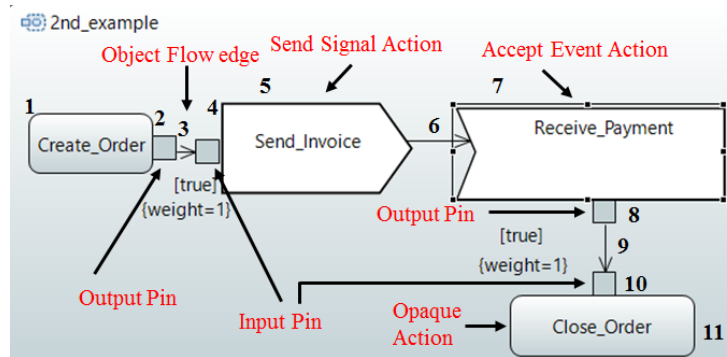 2nd_example
Object Flow edge
Send Signal Action
Accept Event Action
1
2
3
4
5
6
7
Create_Order
Send_Invoice
Receive_Payment
[true]
{weight=1}
Output Pin
8
[true]
9
{weight=1}
10
Output Pin
Input Pin
Opaque
Action
Close_Order
11